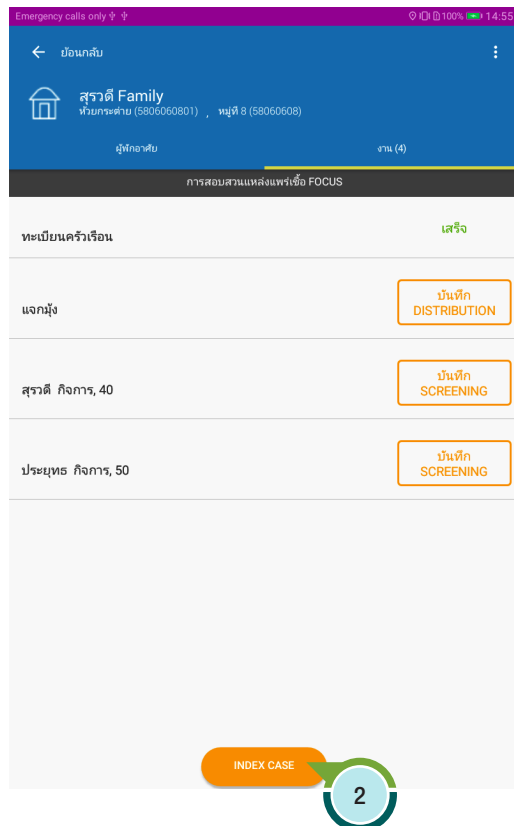 Emergency calls only 100% 14:55
ย้อนกลับ
สุรวดี Family
ห้วยกระต่าย (5806060801) , หมู่ที่ 8 (58060608)
ผู้พักอาศัย งาน (4)
การสอบสวนแหล่งแพร่เชื้อ FOCUS
ทะเบียนครัวเรือน เสร็จ
แจกมุ้ง บันทึก
DISTRIBUTION
สุรวดี กิจการ, 40 บันทึก
SCREENING
ประยุทธ กิจการ, 50 บันทึก
SCREENING
INDEX CASE
2